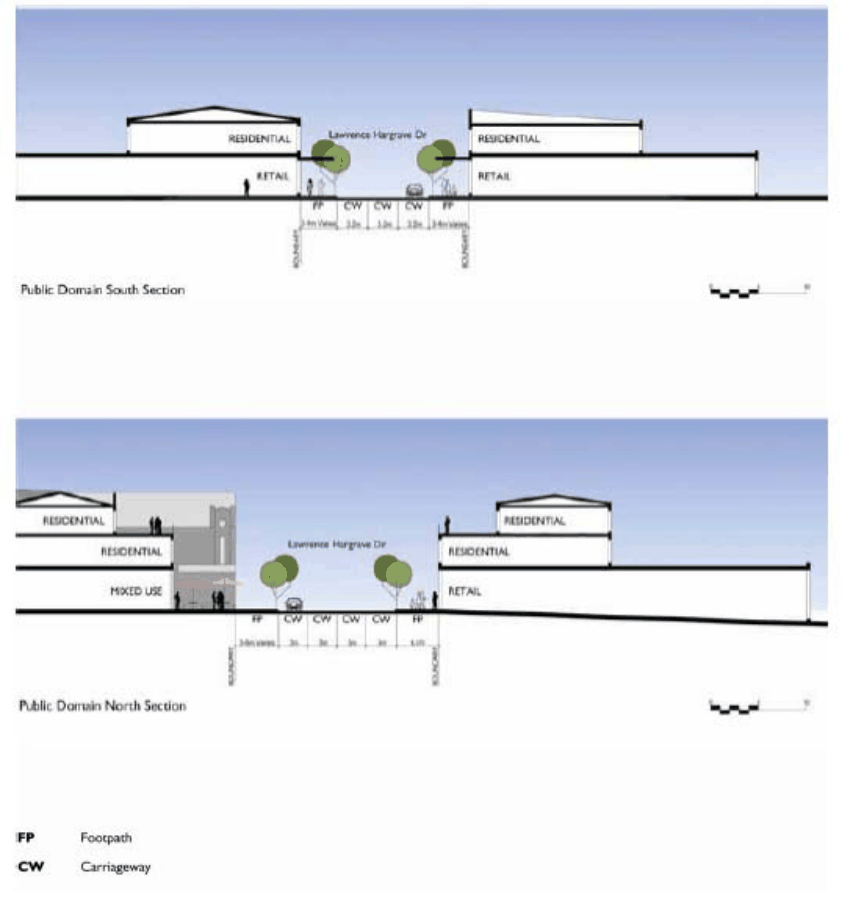 Lawrence Hargrave Dr
RESIDENTIAL
RESIDENTIAL
RETAIL
RETAIL
FP CW CW CW FP
BOUNDARY
BOUNDARY
Public Domain South Section
RESIDENTIAL
RESIDENTIAL
Lawrence Hargrave Dr
RESIDENTIAL
RESIDENTIAL
MIXED USE
RETAIL
FP CW CW CW CW FP
3m 3m 3m 3m
BOUNDARY
BOUNDARY
Public Domain North Section
FP Footpath
CW Carriageway